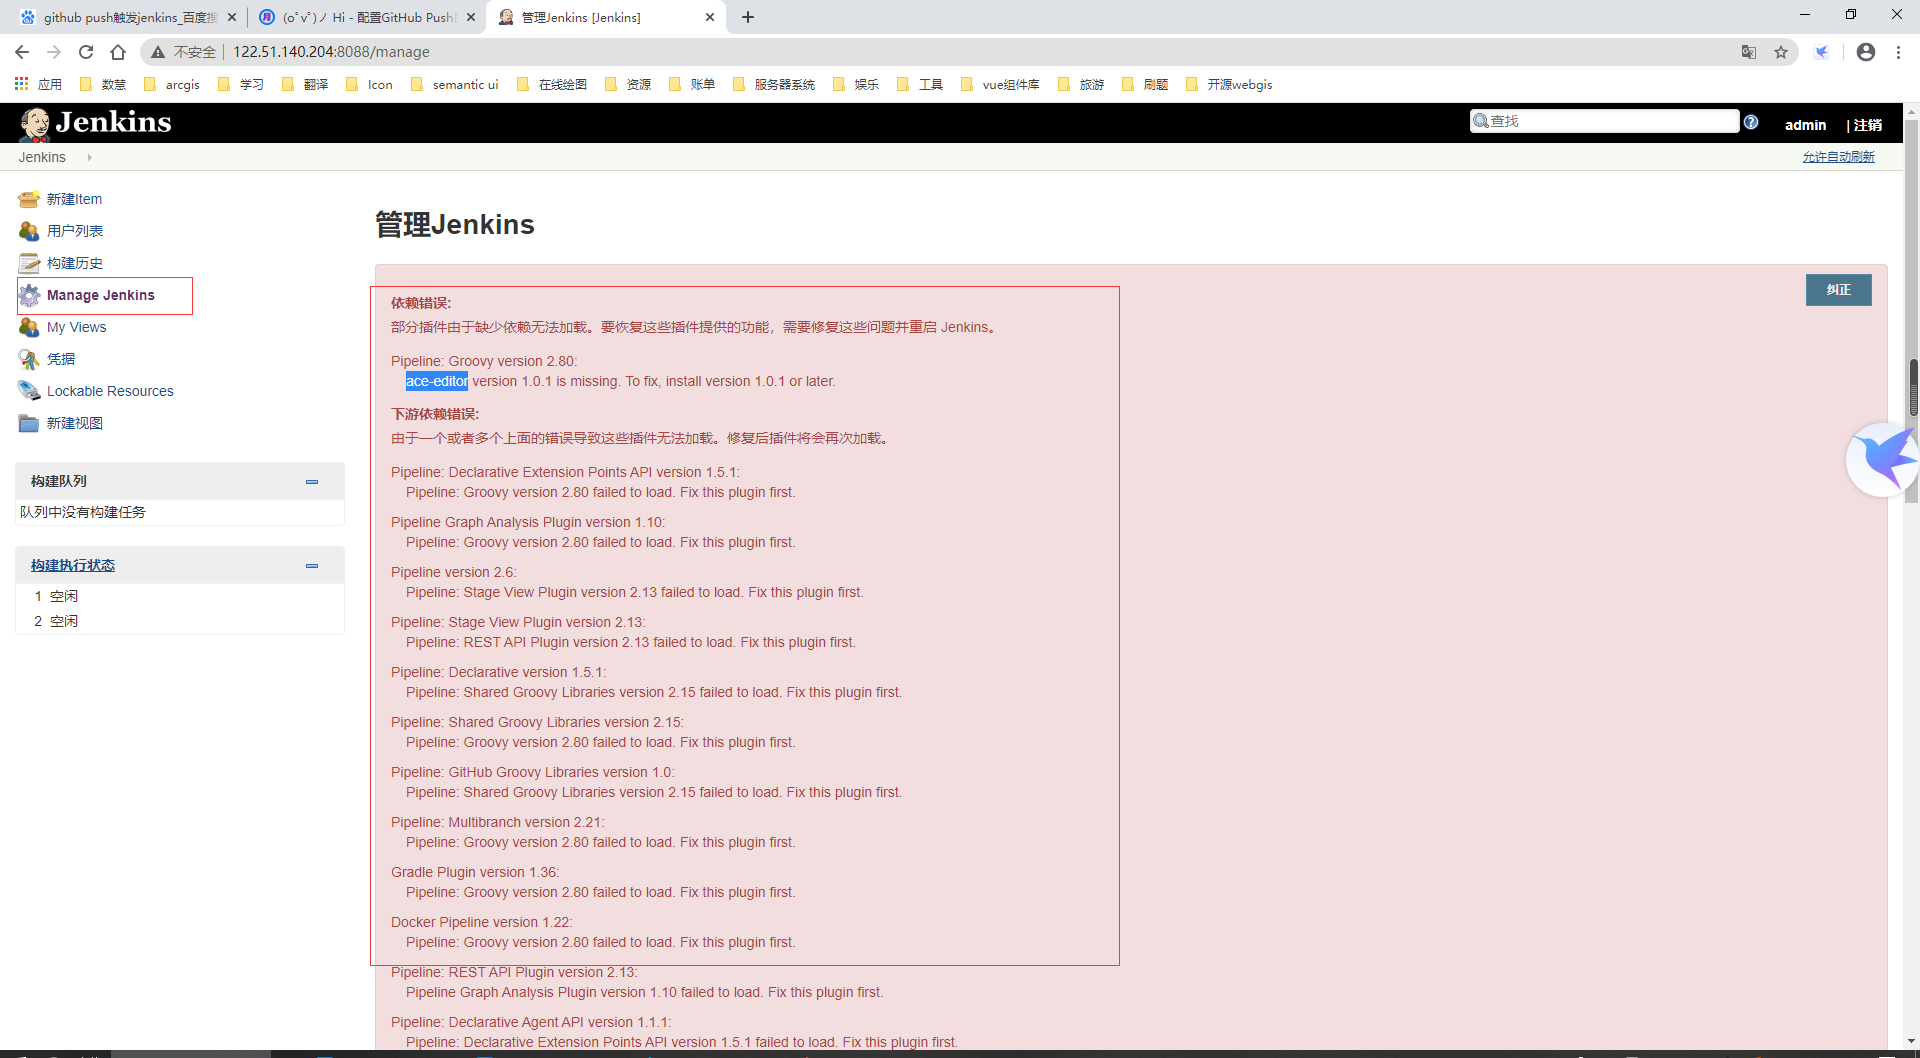 github push触发jenkins_百度搜
(oﾟvﾟ)ノ Hi - 配置GitHub Push
管理Jenkins [Jenkins]
不安全
122.51.140.204:8088/manage
应用
数慧
arcgis
学习
翻译
Icon
semantic ui
在线绘图
资源
账单
服务器系统
娱乐
工具
vue组件库
旅游
刷题
开源webgis
Jenkins
查找
admin
| 注销
Jenkins
允许自动刷新
新建Item
用户列表
构建历史
Manage Jenkins
My Views
凭据
Lockable Resources
新建视图
构建队列
队列中没有构建任务
构建执行状态
1 空闲
2 空闲
管理Jenkins
纠正
依赖错误:
部分插件由于缺少依赖无法加载。要恢复这些插件提供的功能，需要修复这些问题并重启 Jenkins。
Pipeline: Groovy version 2.80:
ace-editor version 1.0.1 is missing. To fix, install version 1.0.1 or later.
下游依赖错误:
由于一个或者多个上面的错误导致这些插件无法加载。修复后插件将会再次加载。
Pipeline: Declarative Extension Points API version 1.5.1:
Pipeline: Groovy version 2.80 failed to load. Fix this plugin first.
Pipeline Graph Analysis Plugin version 1.10:
Pipeline: Groovy version 2.80 failed to load. Fix this plugin first.
Pipeline version 2.6:
Pipeline: Stage View Plugin version 2.13 failed to load. Fix this plugin first.
Pipeline: Stage View Plugin version 2.13:
Pipeline: REST API Plugin version 2.13 failed to load. Fix this plugin first.
Pipeline: Declarative version 1.5.1:
Pipeline: Shared Groovy Libraries version 2.15 failed to load. Fix this plugin first.
Pipeline: Shared Groovy Libraries version 2.15:
Pipeline: Groovy version 2.80 failed to load. Fix this plugin first.
Pipeline: GitHub Groovy Libraries version 1.0:
Pipeline: Shared Groovy Libraries version 2.15 failed to load. Fix this plugin first.
Pipeline: Multibranch version 2.21:
Pipeline: Groovy version 2.80 failed to load. Fix this plugin first.
Gradle Plugin version 1.36:
Pipeline: Groovy version 2.80 failed to load. Fix this plugin first.
Docker Pipeline version 1.22:
Pipeline: Groovy version 2.80 failed to load. Fix this plugin first.
Pipeline: REST API Plugin version 2.13:
Pipeline Graph Analysis Plugin version 1.10 failed to load. Fix this plugin first.
Pipeline: Declarative Agent API version 1.1.1:
Pipeline: Declarative Extension Points API version 1.5.1 failed to load. Fix this plugin first.